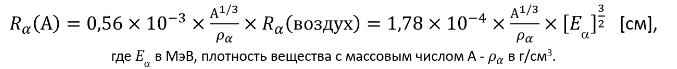 R_α(A) = 0,56 × 10⁻³ × A^{1/3}/ρ_α × R_α(воздух) = 1,78 × 10⁻⁴ × A^{1/3}/ρ_α × [E_α]^{3/2} [см],
где E_α в МэВ, плотность вещества с массовым числом А - ρ_α в г/см³.